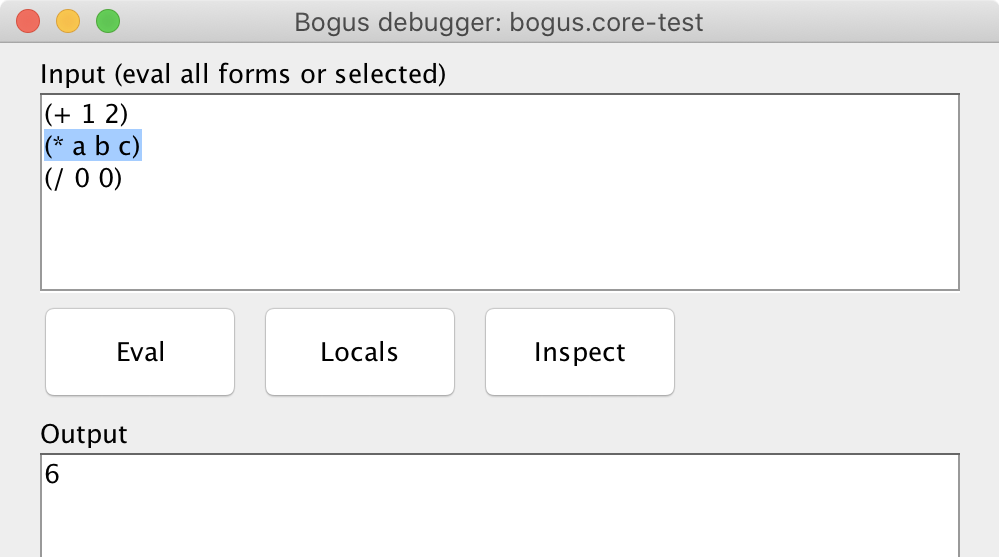 Bogus debugger: bogus.core-test
Input (eval all forms or selected)
(+ 1 2)
(* a b c)
(/ 0 0)
Eval
Locals
Inspect
Output
6